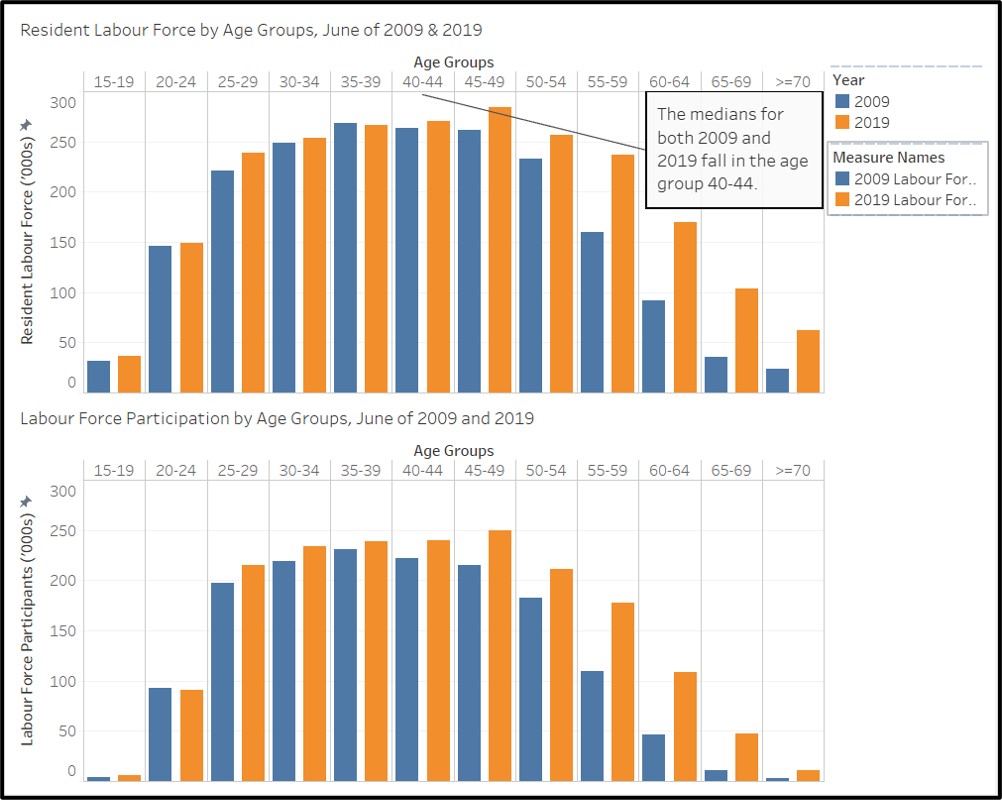 Resident Labour Force by Age Groups, June of 2009 & 2019
Age Groups
15-19 20-24 25-29 30-34 35-39 40-44 45-49 50-54 55-59 60-64 65-69 >=70
Resident Labour Force ('000s)
300
250
200
150
100
50
0
The medians for
both 2009 and
2019 fall in the age
group 40-44.
Year
2009
2019
Measure Names
2009 Labour For..
2019 Labour For..
Labour Force Participation by Age Groups, June of 2009 and 2019
Age Groups
15-19 20-24 25-29 30-34 35-39 40-44 45-49 50-54 55-59 60-64 65-69 >=70
Labour Force Participants ('000s)
300
250
200
150
100
50
0